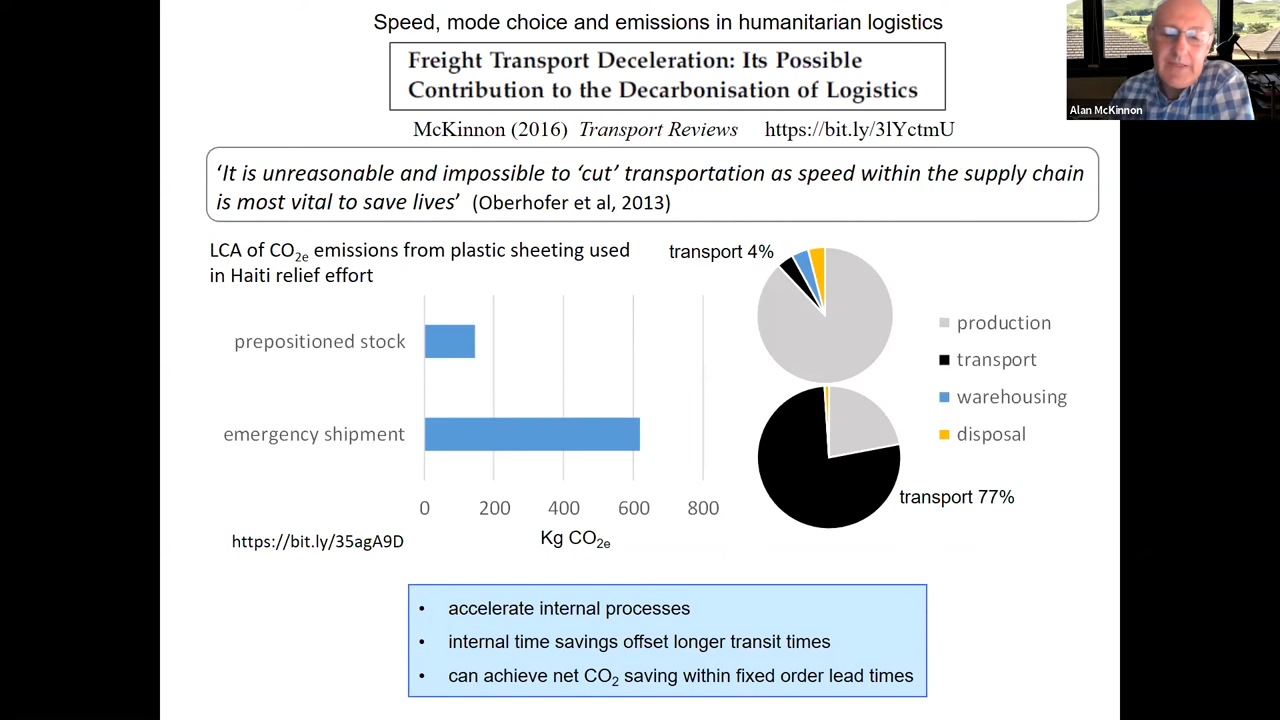 Speed, mode choice and emissions in humanitarian logistics
Freight Transport Deceleration: Its Possible
Contribution to the Decarbonisation of Logistics
McKinnon (2016) Transport Reviews https://bit.ly/3lYctmU
Alan McKinnon
‘It is unreasonable and impossible to ‘cut’ transportation as speed within the supply chain
is most vital to save lives’ (Oberhofer et al, 2013)
LCA of CO2e emissions from plastic sheeting used
in Haiti relief effort
transport 4%
prepositioned stock
emergency shipment
0 200 400 600 800
Kg CO2e
https://bit.ly/35agA9D
production
transport
warehousing
disposal
transport 77%
• accelerate internal processes
• internal time savings offset longer transit times
• can achieve net CO2 saving within fixed order lead times